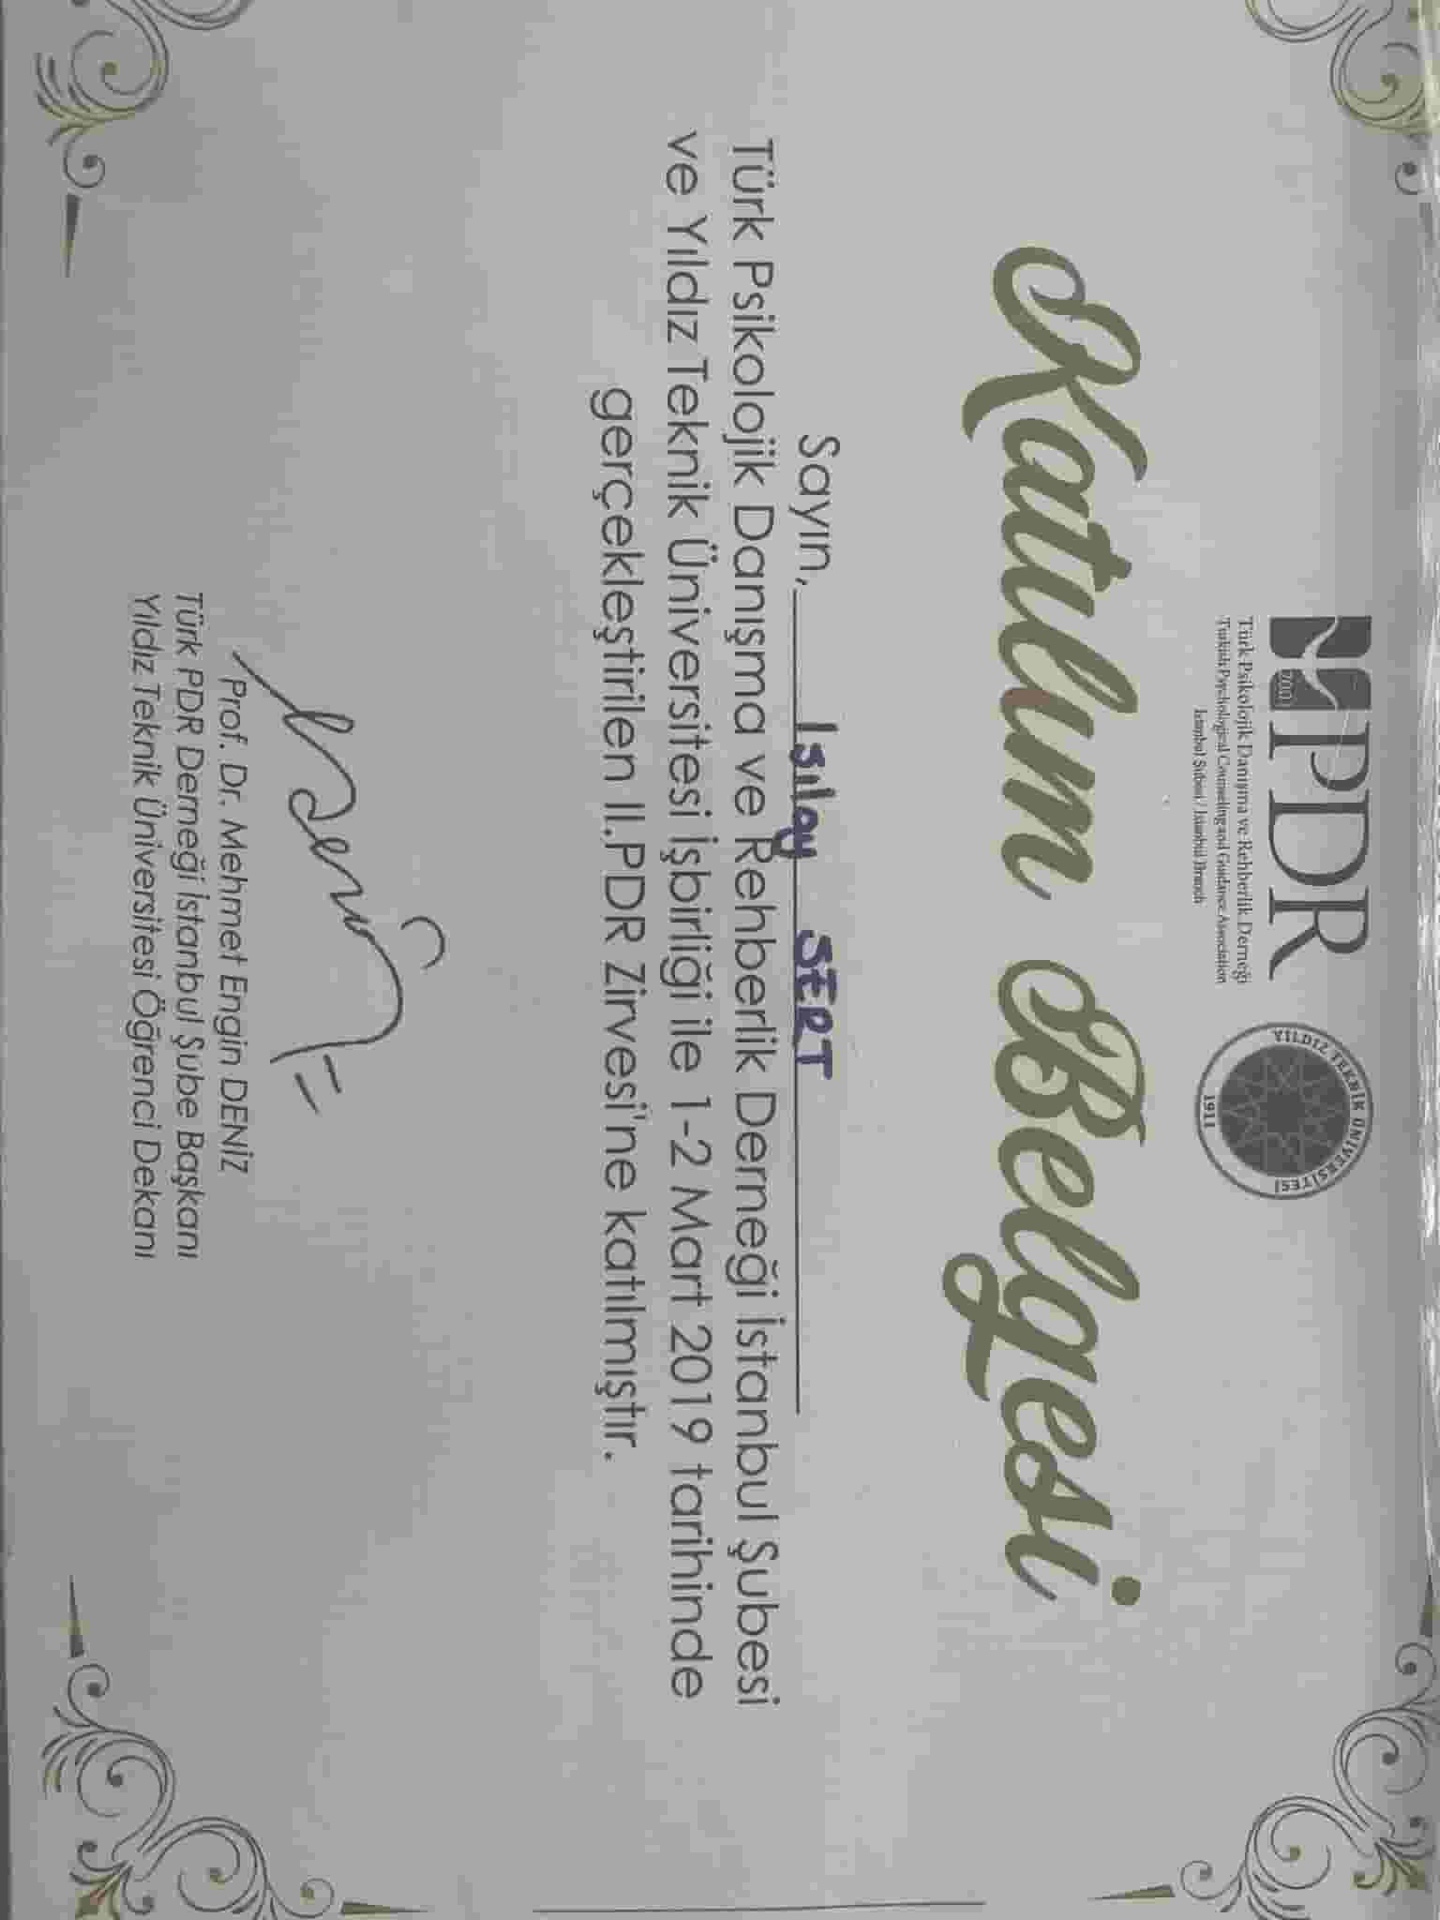 PDR
2001
Türk Psikolojik Danışma ve Rehberlik Derneği
Turkish Psychological Counseling and Guidance Association
İstanbul Şubesi / Istanbul Branch
YILDIZ TEKNİK ÜNİVERSİTESİ
1911
Katılım Belgesi
Sayın, Işılay SERT
Türk Psikolojik Danışma ve Rehberlik Derneği İstanbul Şubesi
ve Yıldız Teknik Üniversitesi İşbirliği ile 1-2 Mart 2019 tarihinde
gerçekleştirilen II.PDR Zirvesi'ne katılmıştır.
Prof. Dr. Mehmet Engin DENİZ
Türk PDR Derneği İstanbul Şube Başkanı
Yıldız Teknik Üniversitesi Öğrenci Dekanı